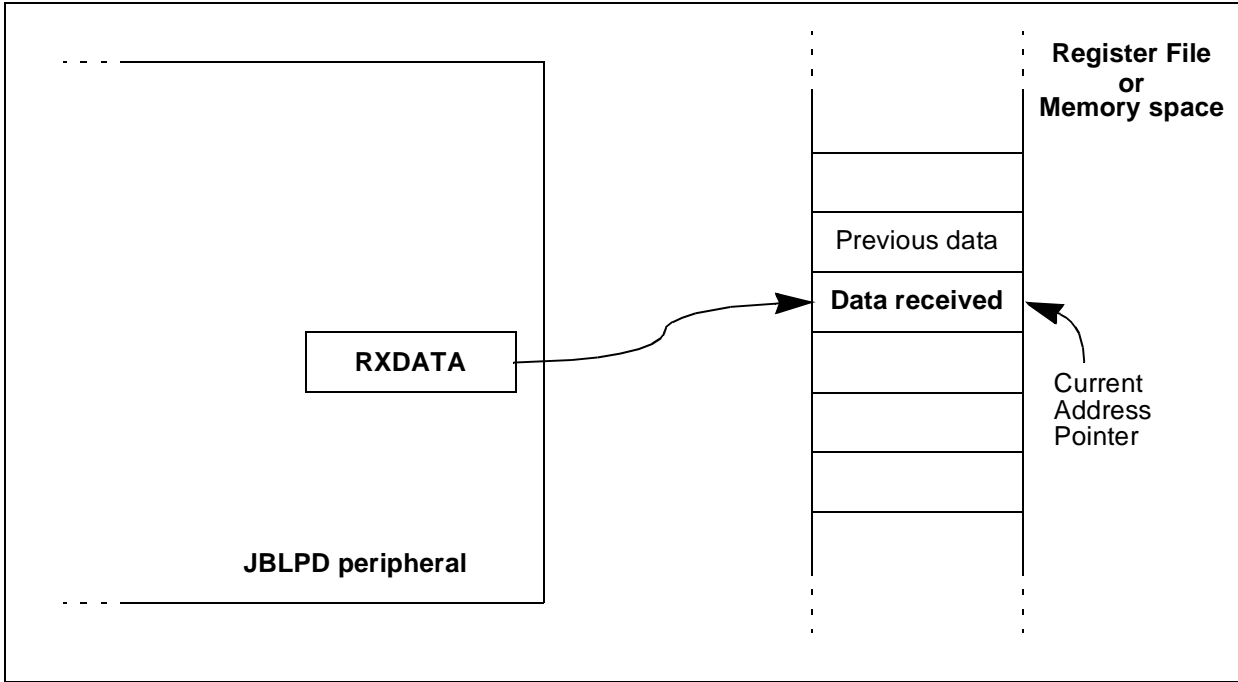 Register File
or
Memory space
Previous data
Data received
RXDATA
Current
Address
Pointer
JBLPD peripheral